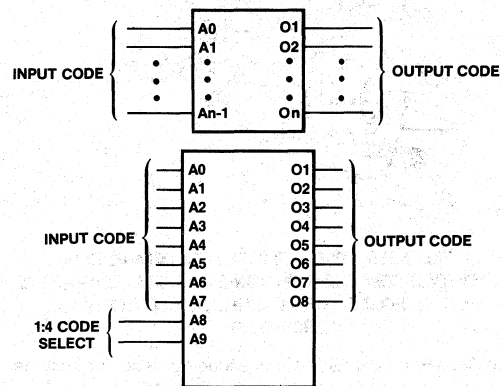 A0 O1
A1 O2
INPUT CODE OUTPUT CODE
An-1 On
A0 O1
A1 O2
A2 O3
A3 O4
INPUT CODE A4 O5 OUTPUT CODE
A5 O6
A6 O7
A7 O8
1:4 CODE A8
SELECT A9